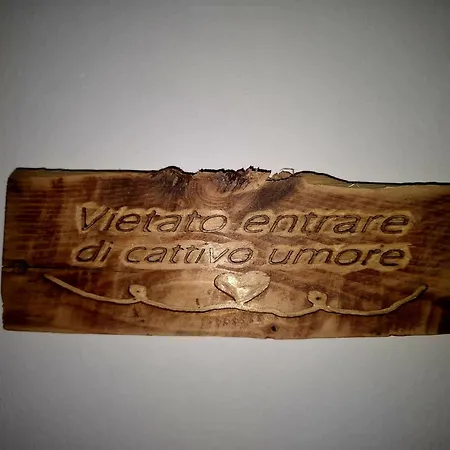 Vietato entrare
di cattivo umore